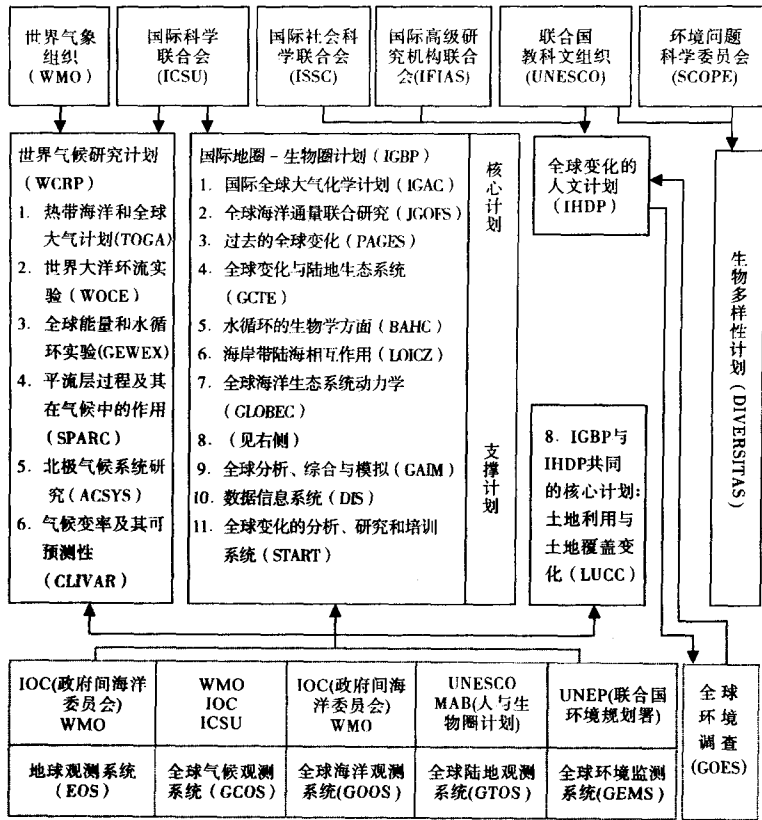 世界气象
组织
(WMO)
国际科学
联合会
(ICSU)
国际社会科
学联合会
(ISSC)
国际高级研
究机构联合
会(IFIAS)
联合国
教科文组织
(UNESCO)
环境问题
科学委员会
(SCOPE)
世界气候研究计划
(WCRP)
1. 热带海洋和全球
大气计划(TOGA)
2. 世界大洋环流实
验(WOCE)
3. 全球能量和水循
环实验(GEWEX)
4. 平流层过程及其
在气候中的作用
(SPARC)
5. 北极气候系统研
究(ACSYS)
6. 气候变率及其可
预测性
(CLIVAR)
国际地圈-生物圈计划(IGBP)
1. 国际全球大气化学计划(IGAC)
2. 全球海洋通量联合研究(JGOFS)
3. 过去的全球变化(PAGES)
4. 全球变化与陆地生态系统
(GCTE)
5. 水循环的生物学方面(BAHC)
6. 海岸带陆海相互作用(LOICZ)
7. 全球海洋生态系统动力学
(GLOBEC)
8. (见右侧)
9. 全球分析、综合与模拟(GAIM)
10. 数据信息系统(DIS)
11. 全球变化的分析、研究和培训
系统(START)
核心计划
支撑计划
全球变化的
人文计划
(IHDP)
8. IGBP与
IHDP共同
的核心计划:
土地利用与
土地覆盖变
化(LUCC)
生物多样性计划(DIVERSITAS)
IOC(政府间海洋
委员会)
WMO
WMO
IOC
ICSU
IOC(政府间海
洋委员会)
WMO
UNESCO
MAB(人与生
物圈计划)
UNEP(联合国
环境规划署)
全球
环境
调查
(GOES)
地球观测系统
(EOS)
全球气候观测
系统(GCOS)
全球海洋观测
系统(GOOS)
全球陆地观测
系统(GTOS)
全球环境监测
系统(GEMS)